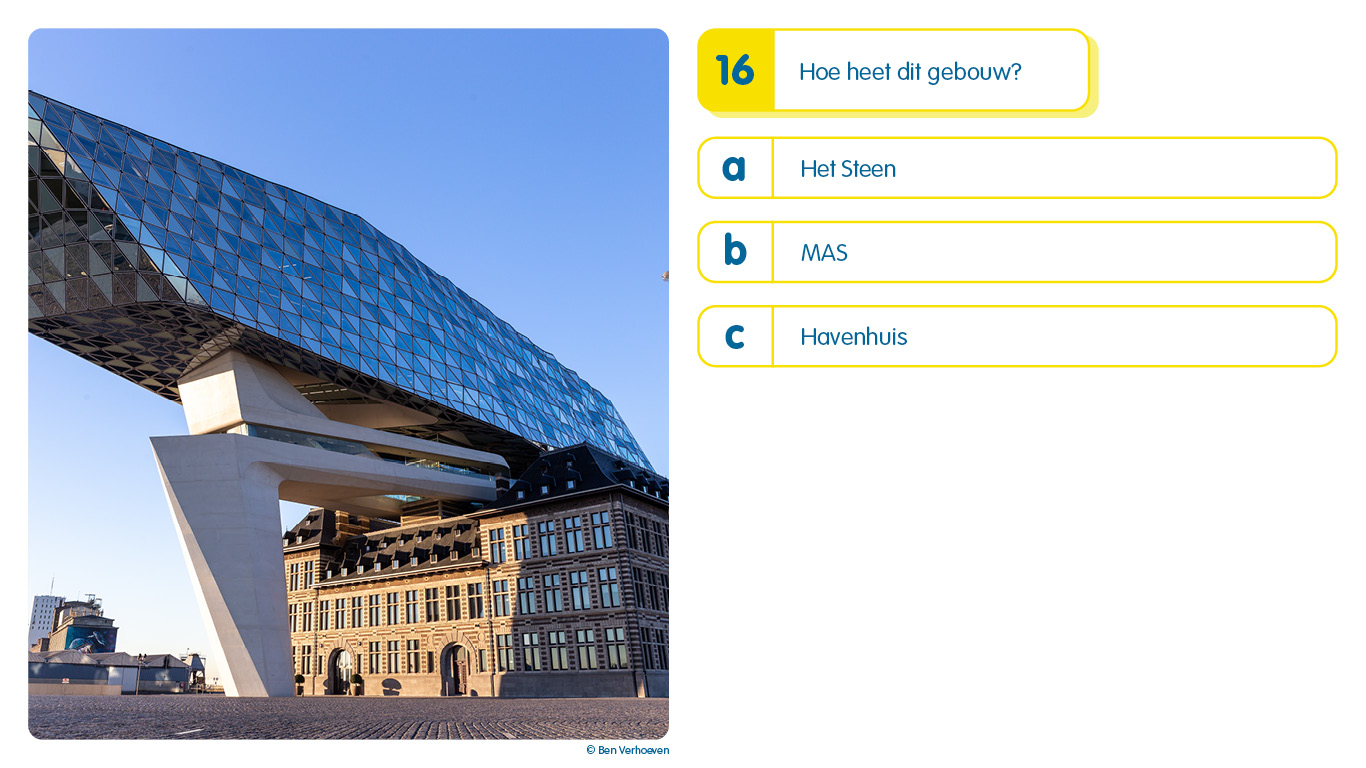 16 Hoe heet dit gebouw?
a Het Steen
b MAS
c Havenhuis
© Ben Verhoeven